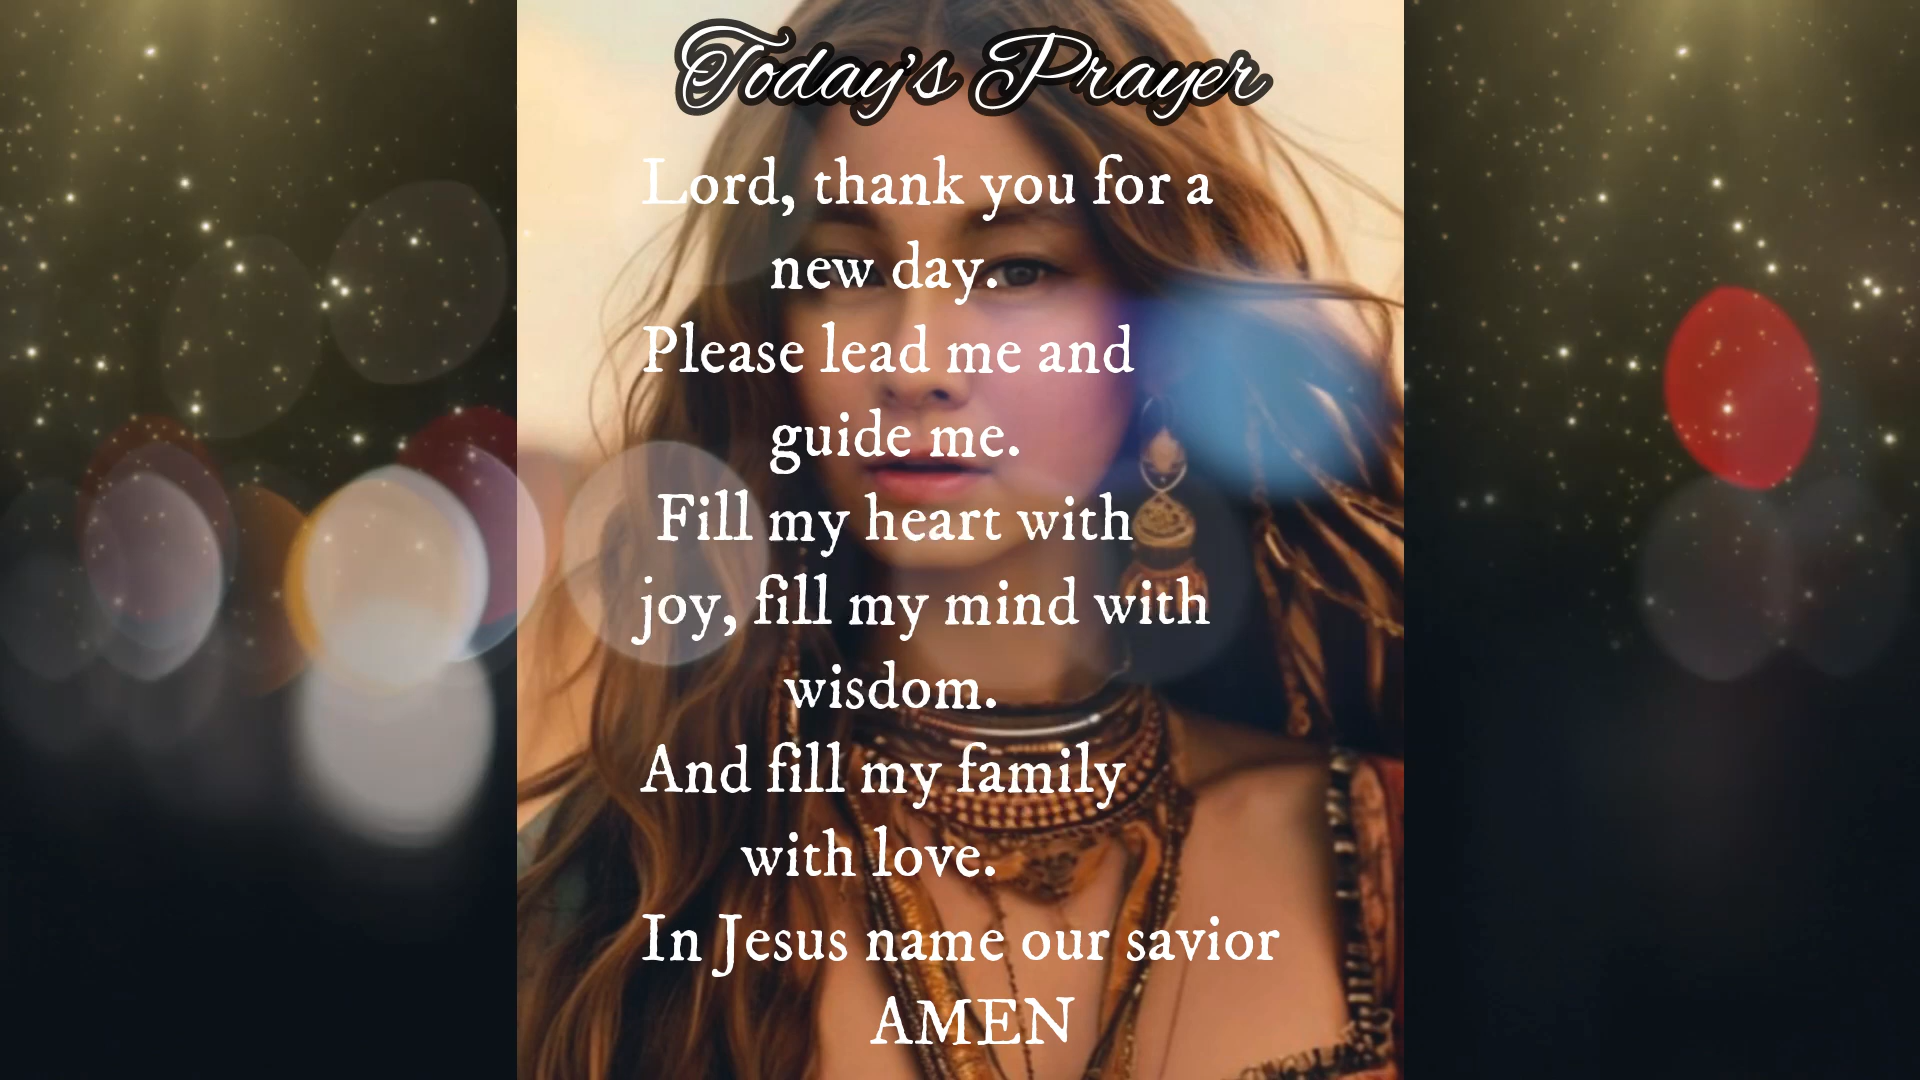 Today's Prayer
Lord, thank you for a
new day.
Please lead me and
guide me.
Fill my heart with
joy, fill my mind with
wisdom.
And fill my family
with love.
In Jesus name our savior
AMEN